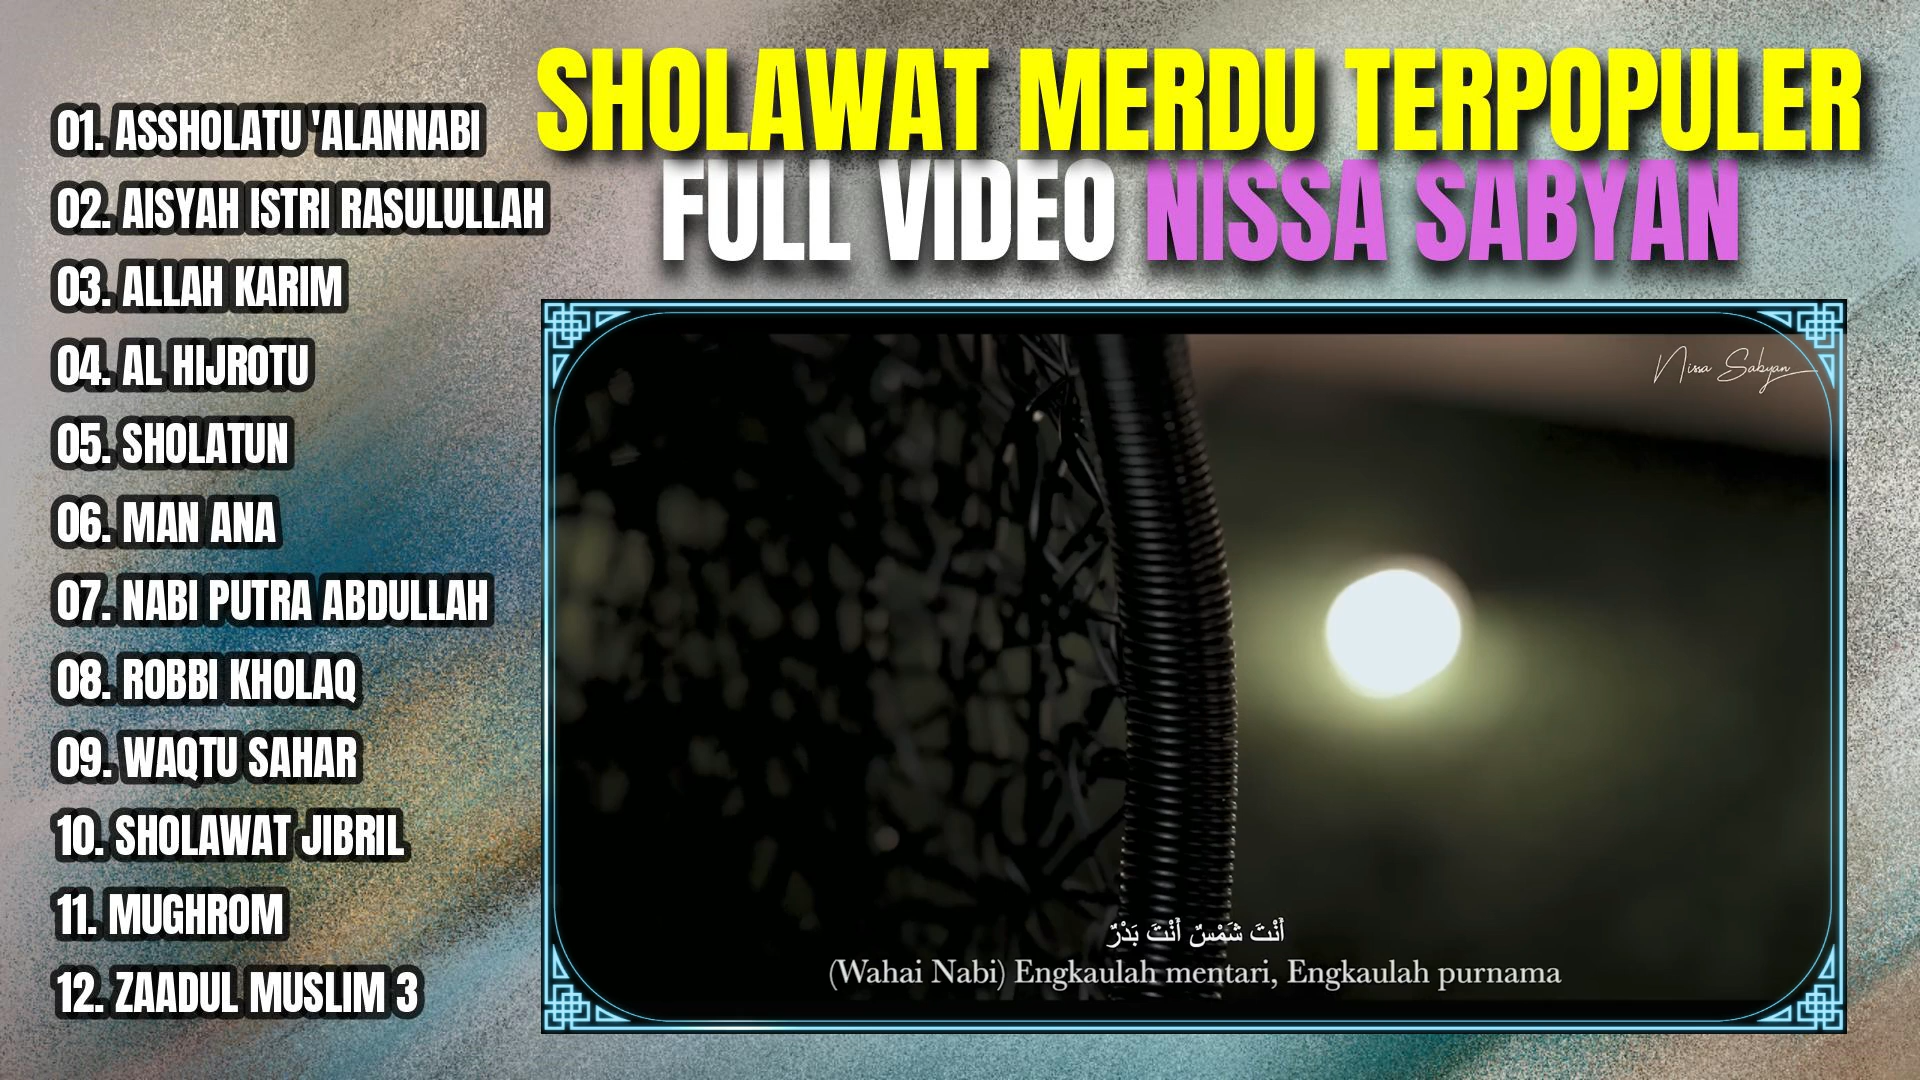 SHOLAWAT MERDU TERPOPULER
FULL VIDEO NISSA SABYAN
01. ASSHOLATU 'ALANNABI
02. AISYAH ISTRI RASULULLAH
03. ALLAH KARIM
04. AL HIJROTU
05. SHOLATUN
06. MAN ANA
07. NABI PUTRA ABDULLAH
08. ROBBI KHOLAQ
09. WAQTU SAHAR
10. SHOLAWAT JIBRIL
11. MUGHROM
12. ZAADUL MUSLIM 3
Nissa Sabyan
أَنْتَ شَمْسٌ أَنْتَ بَدْرٌ
(Wahai Nabi) Engkaulah mentari, Engkaulah purnama